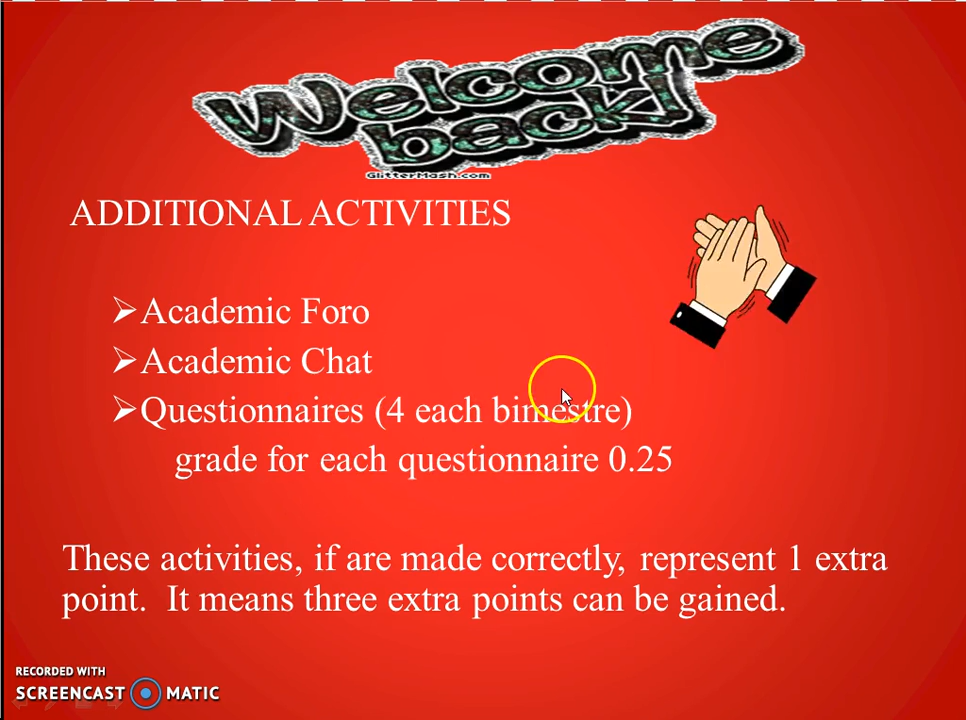 Welcome
back!
GlitterMash.com
ADDITIONAL ACTIVITIES
➢Academic Foro
➢Academic Chat
➢Questionnaires (4 each bimestre)
grade for each questionnaire 0.25
These activities, if are made correctly, represent 1 extra
point. It means three extra points can be gained.
RECORDED WITH
SCREENCAST MATIC